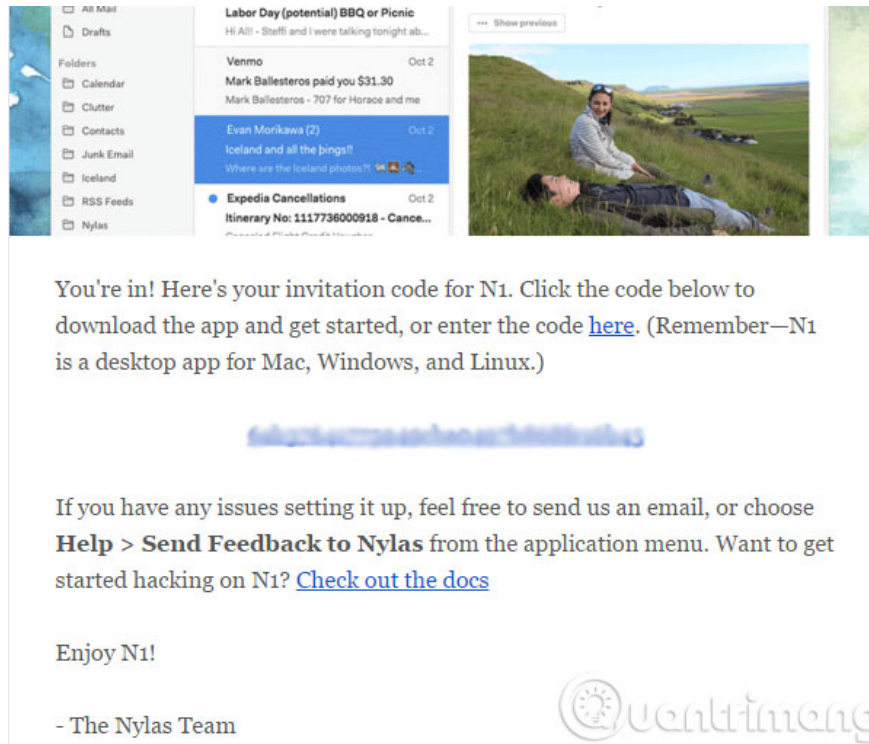 All Mail
Drafts
Folders
Calendar
Clutter
Contacts
Junk Email
Iceland
RSS Feeds
Nylas
Labor Day (potential) BBQ or Picnic
Hi All! - Steffi and I were talking tonight ab...
Venmo Oct 2
Mark Ballesteros paid you $31.30
Mark Ballesteros - 707 for Horace and me
Evan Morikawa (2) Oct 2
Iceland and all the þings!!
Where are the Iceland photos?!
Expedia Cancellations Oct 2
Itinerary No: 1117736000918 - Cance...
Canceled Flight Credit Voucher
••• Show previous
You're in! Here's your invitation code for N1. Click the code below to
download the app and get started, or enter the code here. (Remember—N1
is a desktop app for Mac, Windows, and Linux.)
If you have any issues setting it up, feel free to send us an email, or choose
Help > Send Feedback to Nylas from the application menu. Want to get
started hacking on N1? Check out the docs
Enjoy N1!
- The Nylas Team
Quantrimang